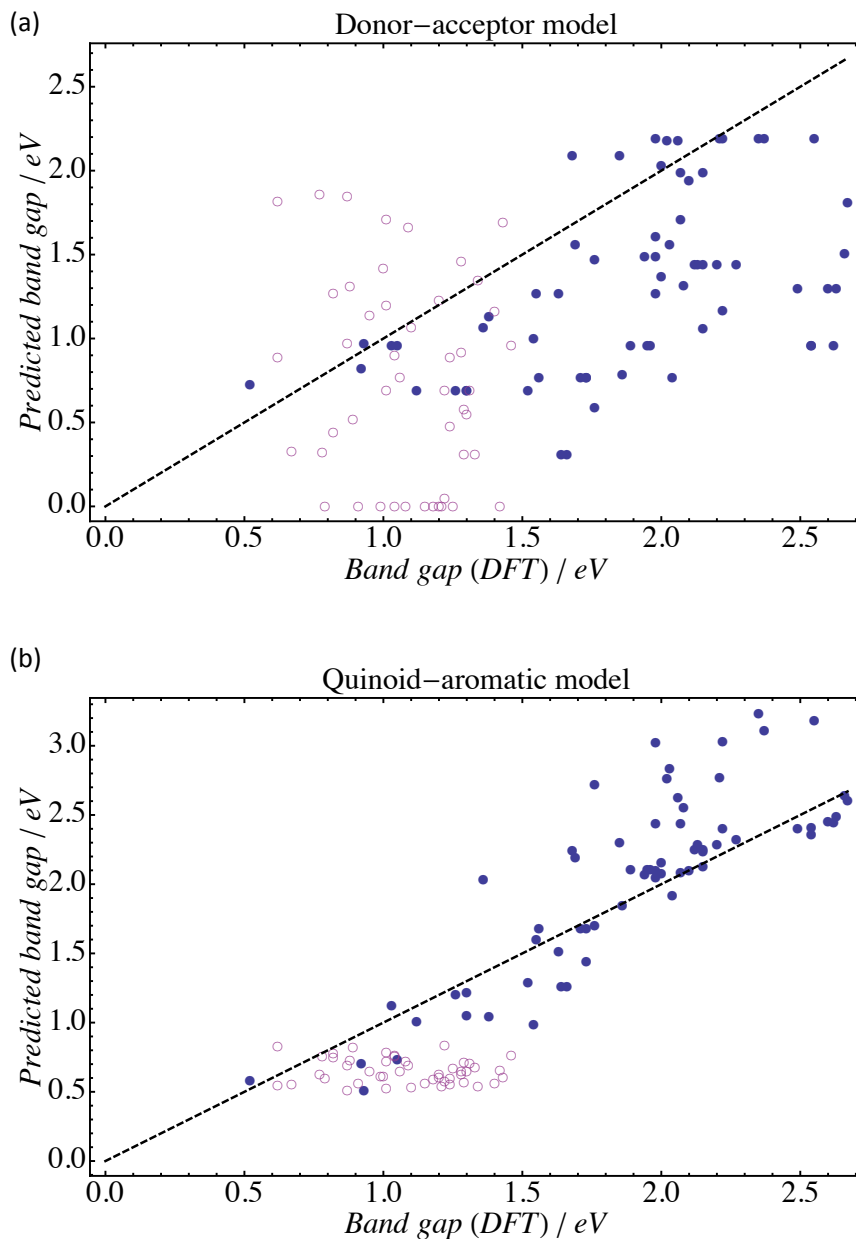 (a)
Donor−acceptor model
2.5
2.0
1.5
1.0
0.5
0.0
Predicted band gap / eV
0.0 0.5 1.0 1.5 2.0 2.5
Band gap (DFT) / eV
(b)
Quinoid−aromatic model
3.0
2.5
2.0
1.5
1.0
0.5
0.0
Predicted band gap / eV
0.0 0.5 1.0 1.5 2.0 2.5
Band gap (DFT) / eV